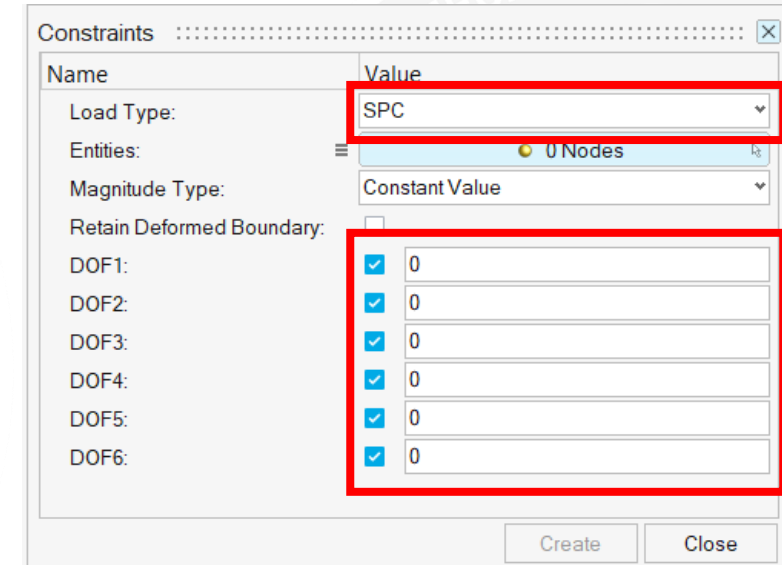 Constraints
Name Value
Load Type: SPC
Entities: 0 Nodes
Magnitude Type: Constant Value
Retain Deformed Boundary:
DOF1: 0
DOF2: 0
DOF3: 0
DOF4: 0
DOF5: 0
DOF6: 0
Create Close